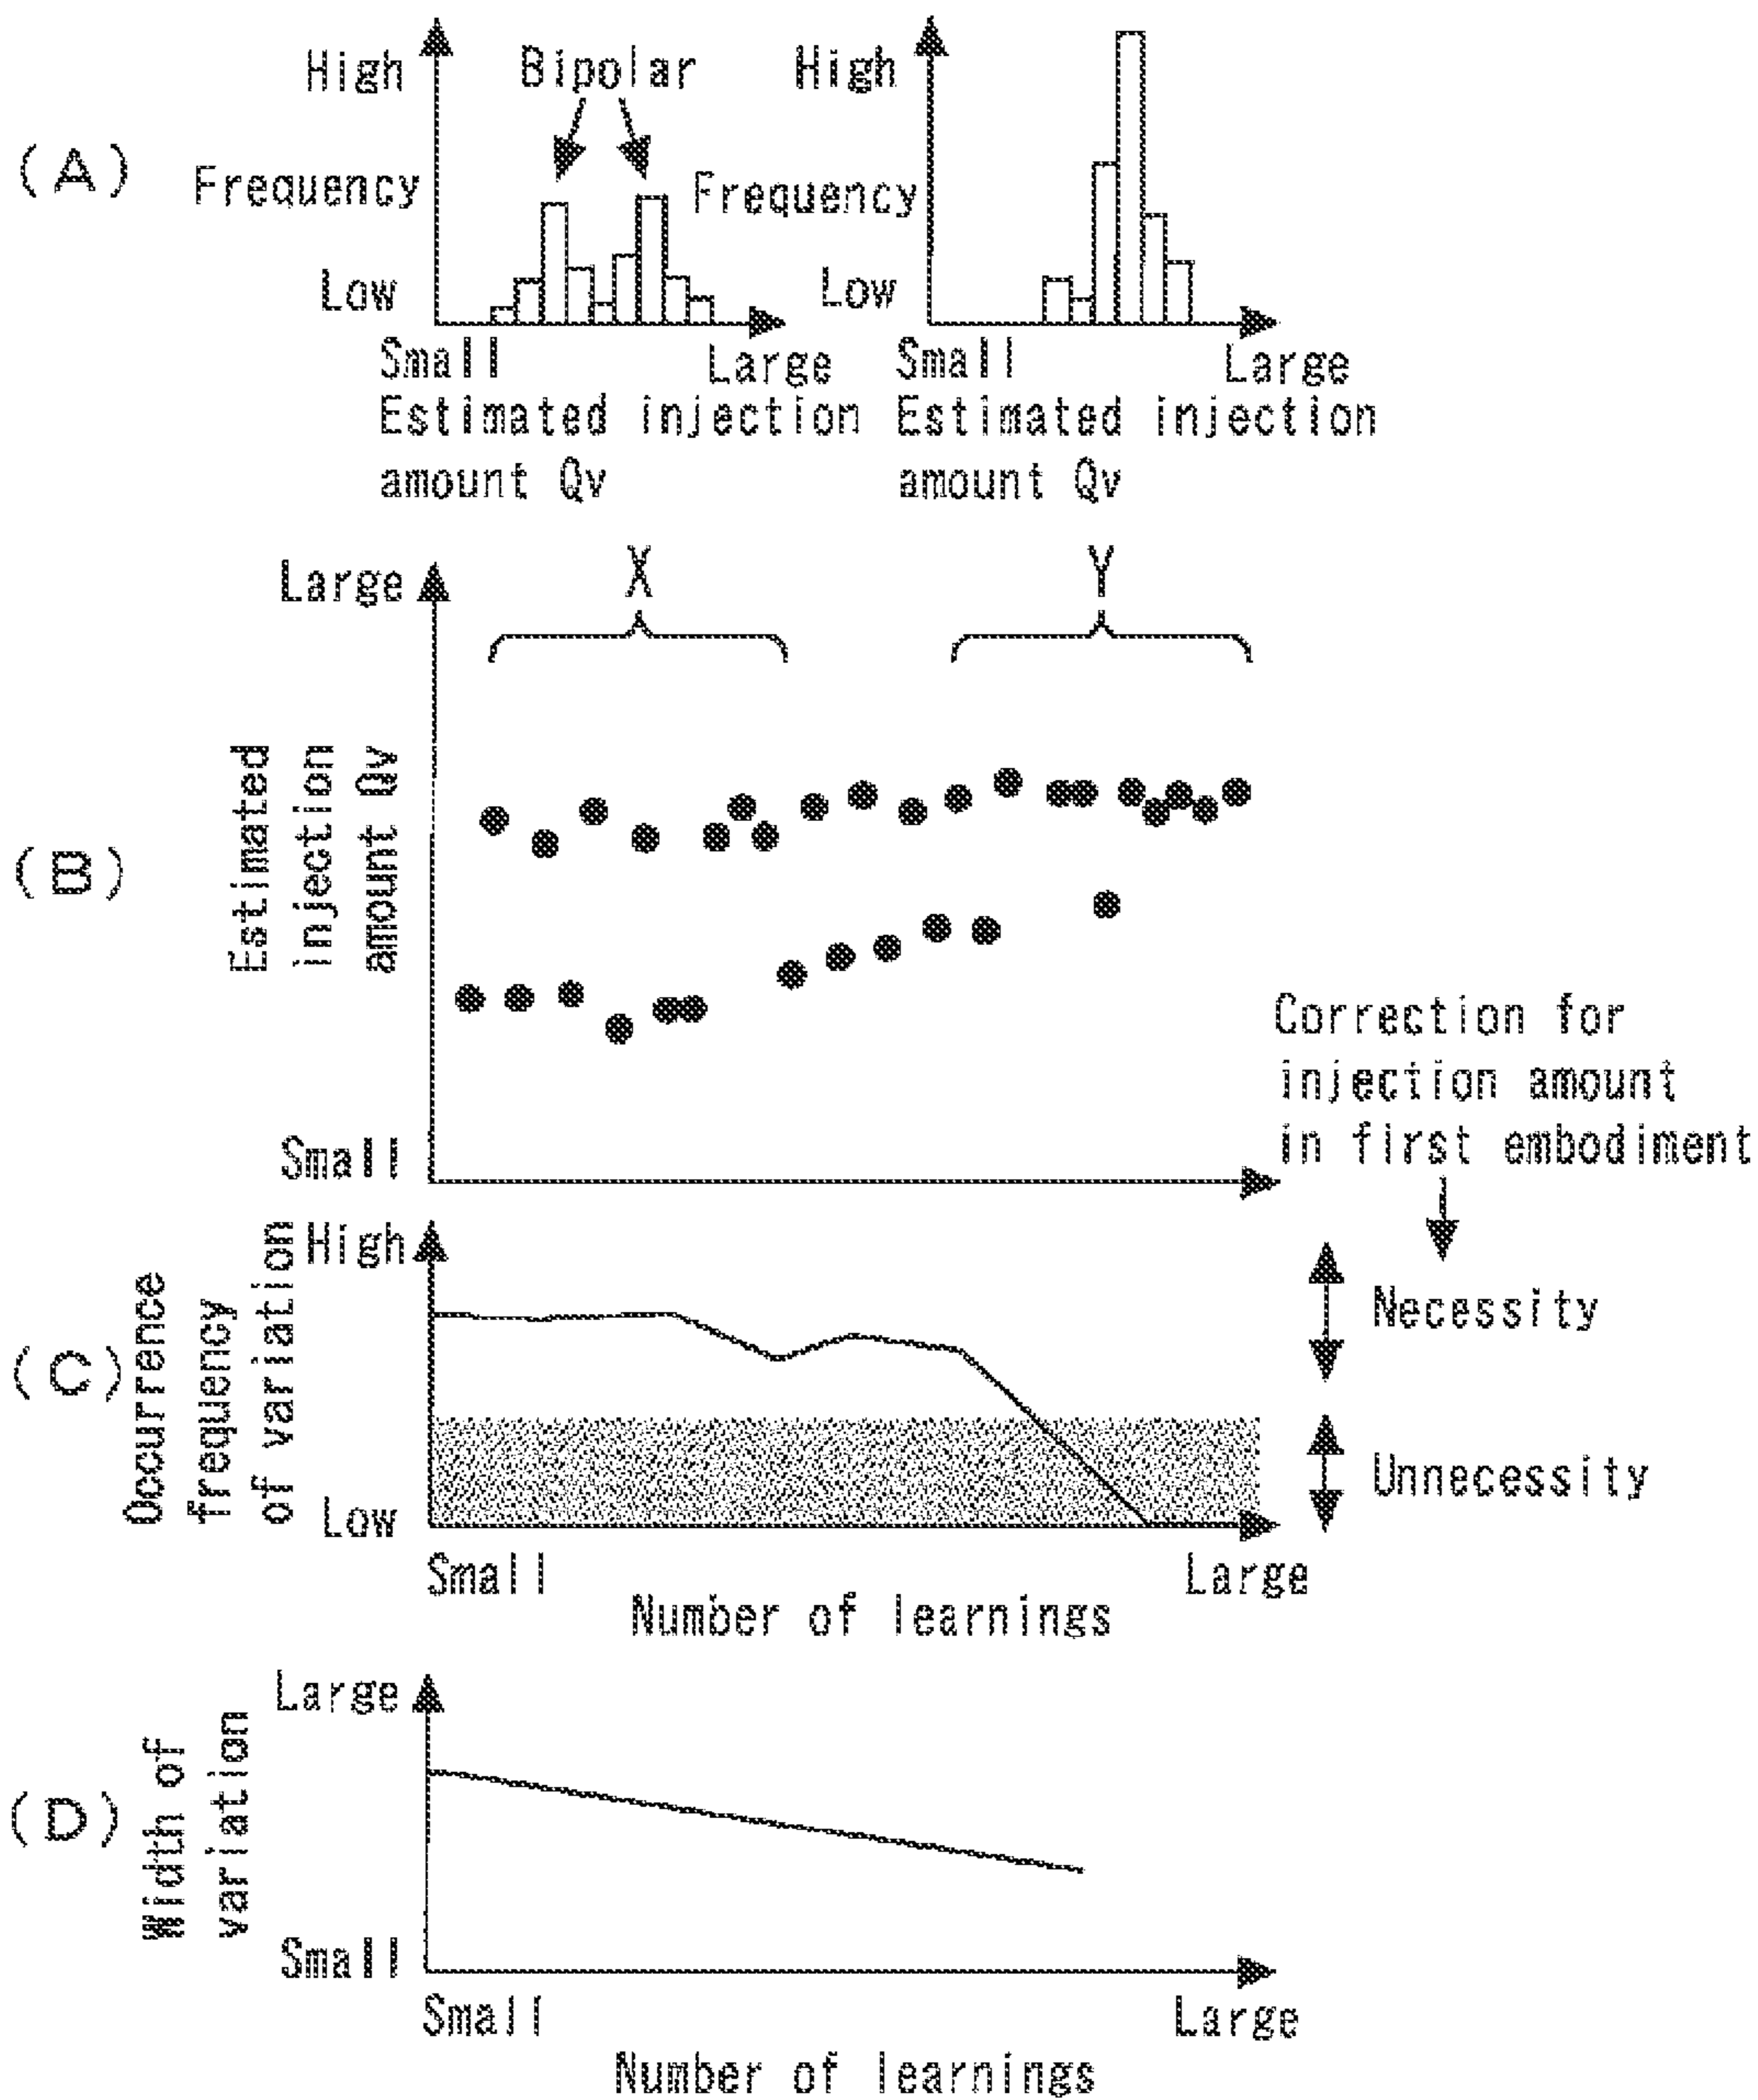 (A)
High
Bipolar
Frequency
Low
Small
Large
Estimated injection
amount Qv
High
Frequency
Low
Small
Large
Estimated injection
amount Qv
(B)
Large
X
Y
Estimated
injection
amount Qv
Small
Correction for
injection amount
in first embodiment
(C)
Occurrence
frequency
of variation
High
Low
Necessity
Unnecessity
Small
Large
Number of learnings
(D)
Width of
variation
Large
Small
Small
Large
Number of learnings